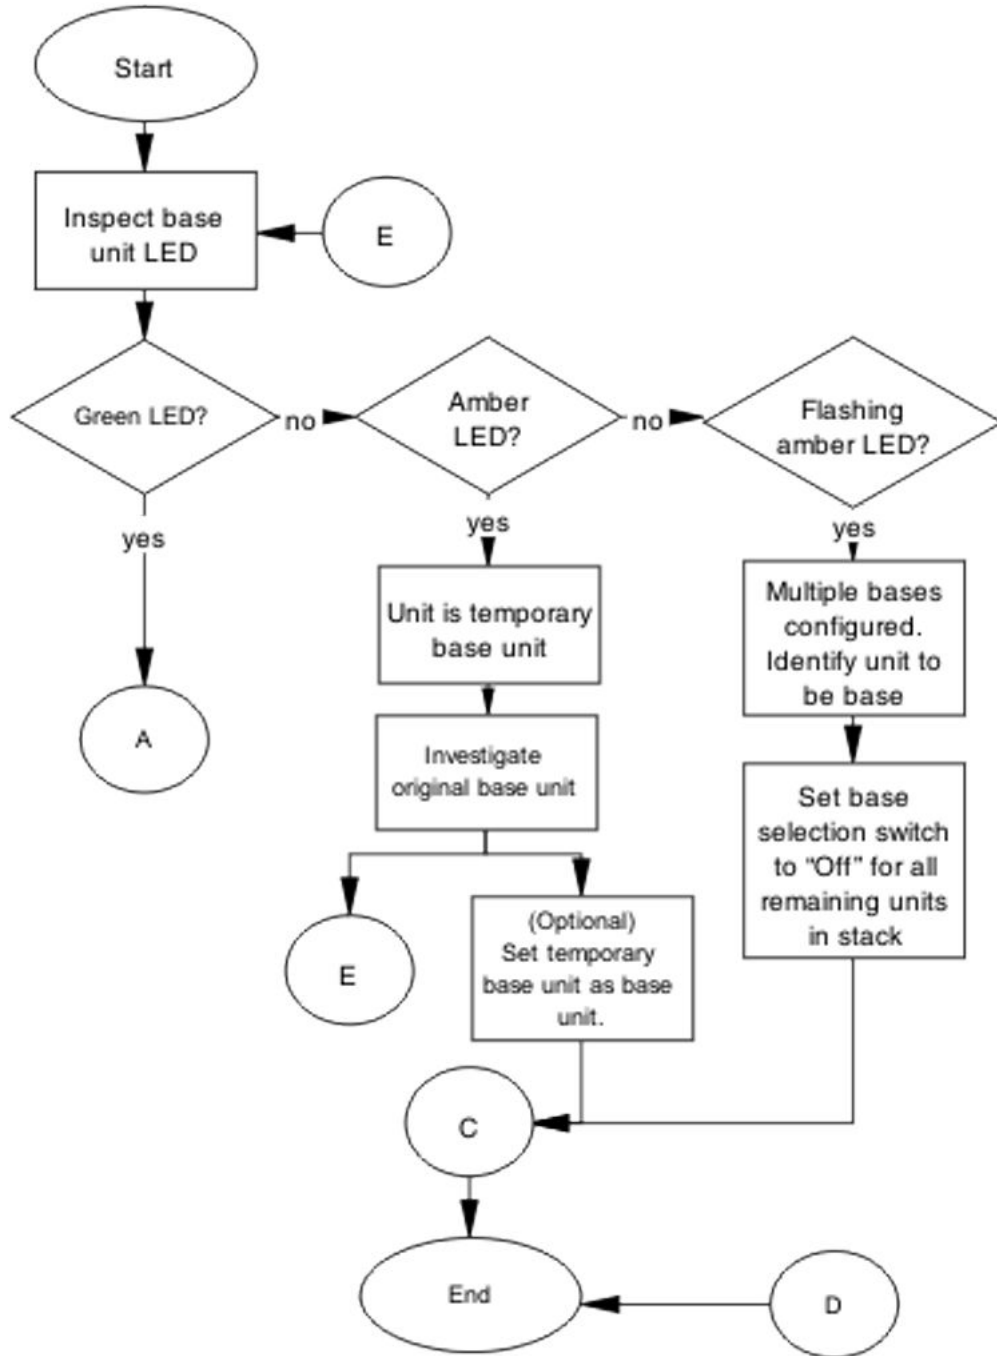 Start
Inspect base
unit LED
E
Green LED?
no
Amber
LED?
no
Flashing
amber LED?
yes
yes
yes
Unit is temporary
base unit
Multiple bases
configured.
Identify unit to
be base
A
Investigate
original base unit
Set base
selection switch
to “Off” for all
remaining units
in stack
E
(Optional)
Set temporary
base unit as base
unit.
C
End
D